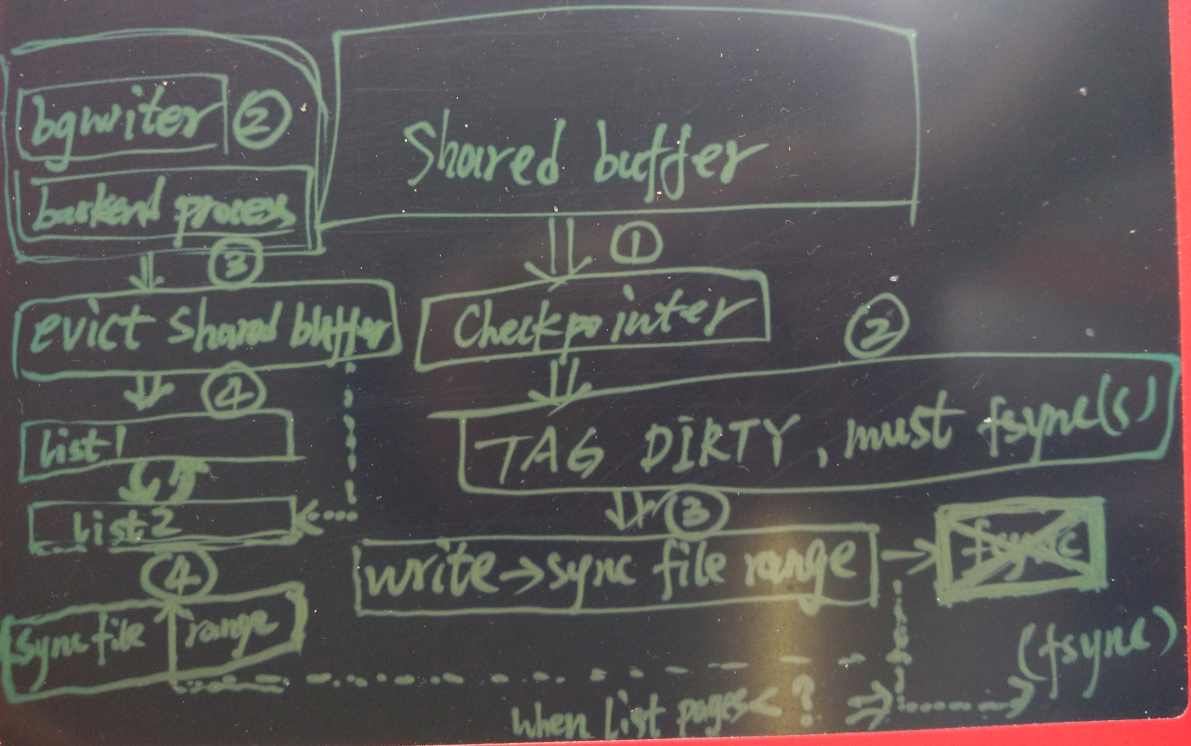 bgwriter ②
backend process
③
evict shared buffer
④
list1
list2
④
sync file range
Shared buffer
①
Checkpointer
②
TAG DIRTY, must fsync(s)
③
write→sync file range
fsync
(fsync)
when list pages< ?